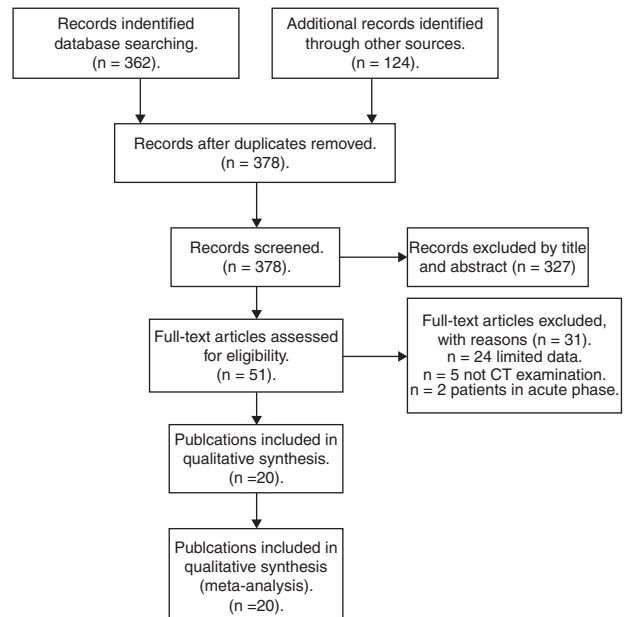 Records indentified
database searching.
(n = 362).
Additional records identified
through other sources.
(n = 124).
Records after duplicates removed.
(n = 378).
Records screened.
(n = 378).
Records excluded by title
and abstract (n = 327)
Full-text articles assessed
for eligibility.
(n = 51).
Full-text articles excluded,
with reasons (n = 31).
n = 24 limited data.
n = 5 not CT examination.
n = 2 patients in acute phase.
Publcations included in
qualitative synthesis.
(n =20).
Publcations included in
qualitative synthesis
(meta-analysis).
(n =20).